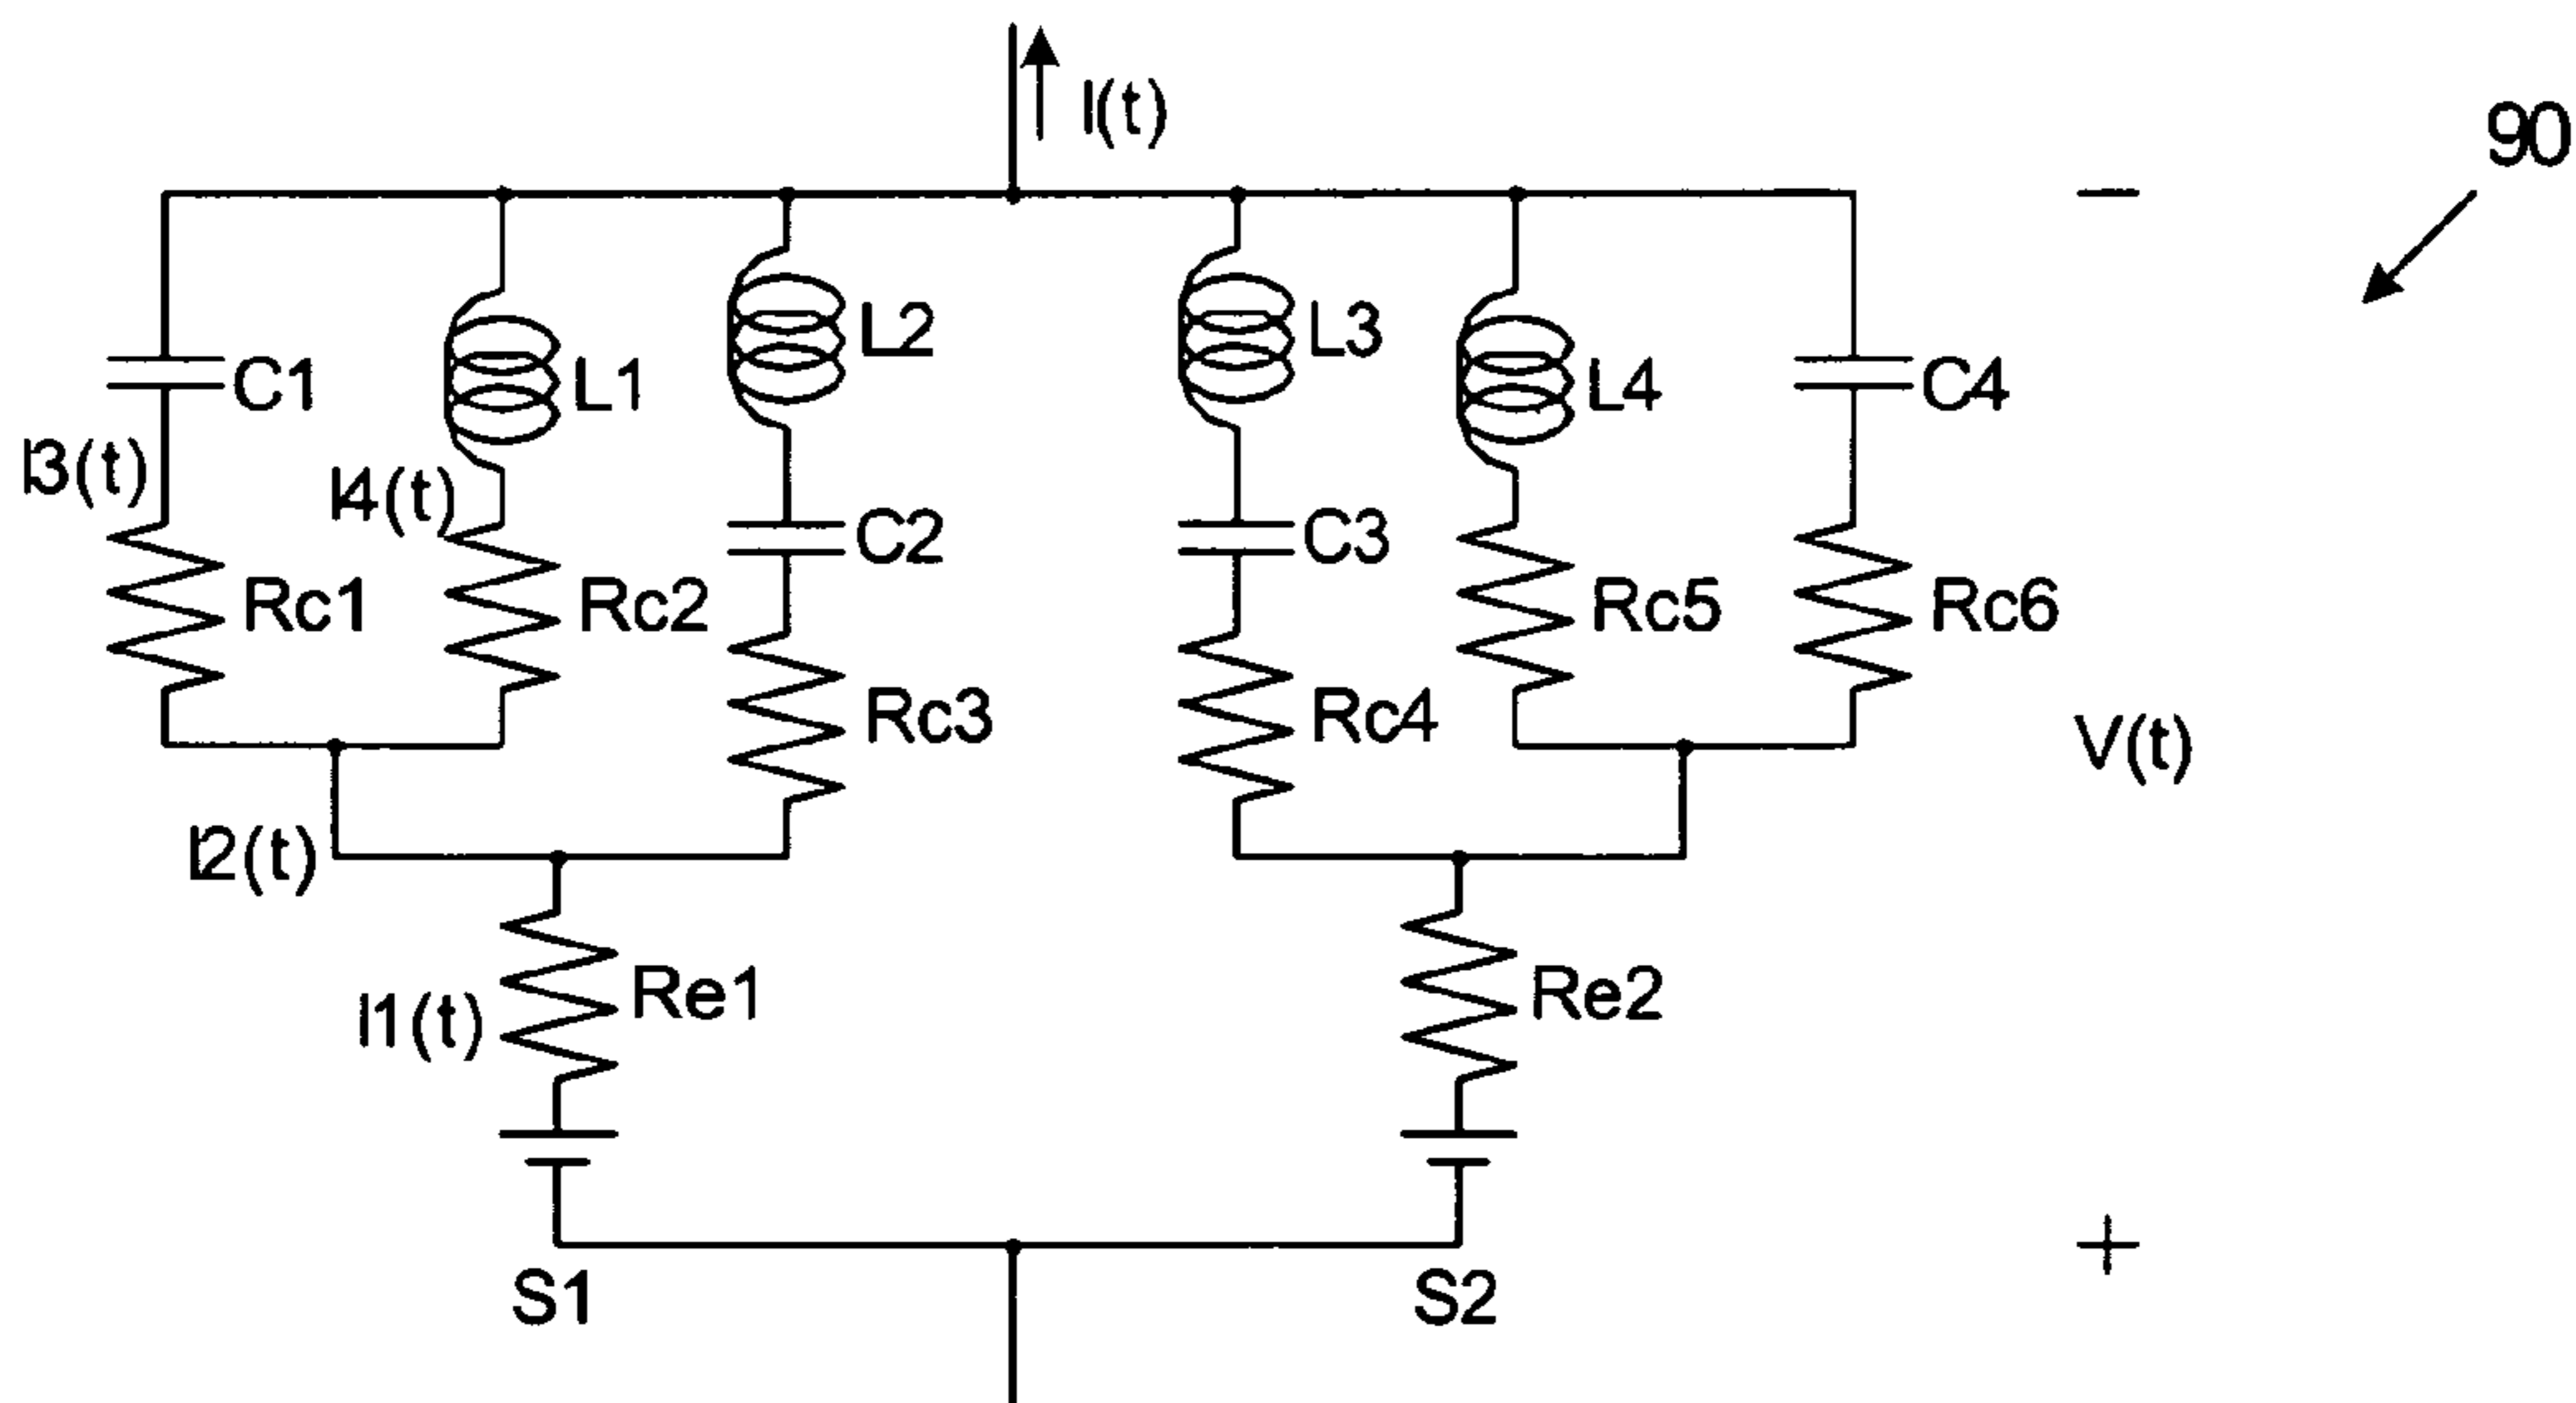 I(t)
90
−
C1
L1
L2
L3
L4
C4
I3(t)
I4(t)
C2
C3
Rc1
Rc2
Rc3
Rc4
Rc5
Rc6
V(t)
I2(t)
I1(t)
Re1
Re2
+
S1
S2